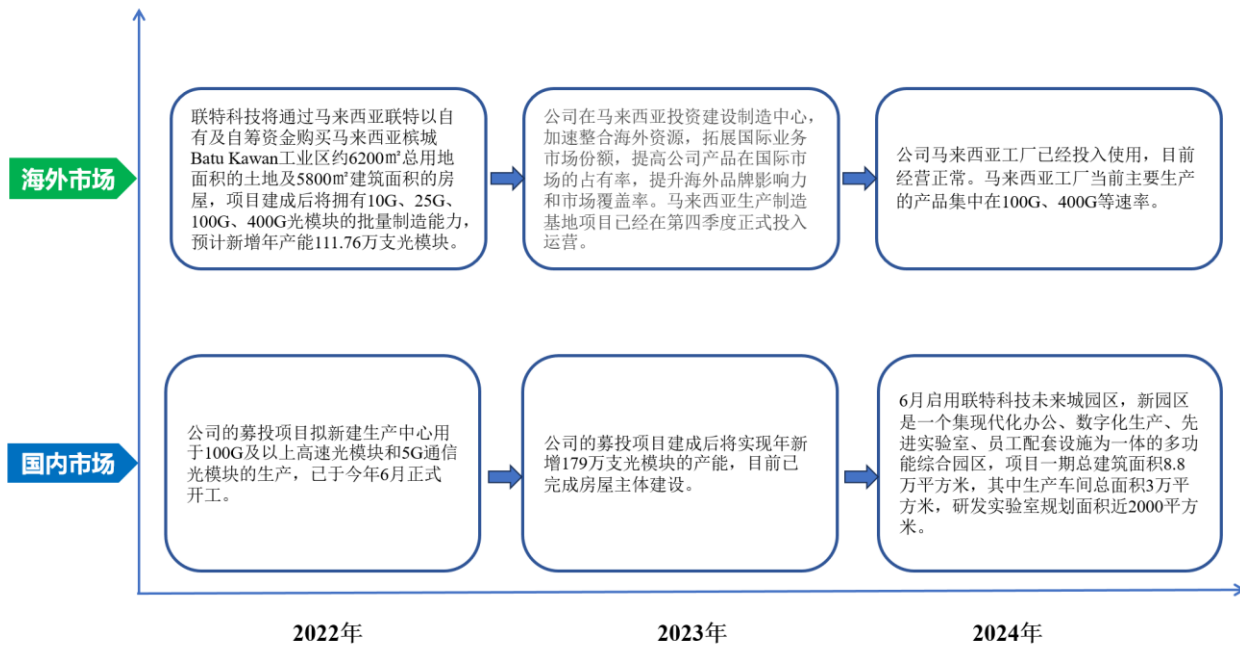 海外市场
联特科技将通过马来西亚联特以自
有及自筹资金购买马来西亚槟城
Batu Kawan工业区约6200㎡总用地
面积的土地及5800㎡建筑面积的房
屋，项目建成后将拥有10G、25G、
100G、400G光模块的批量制造能力，
预计新增年产能111.76万支光模块。
公司在马来西亚投资建设制造中心，
加速整合海外资源，拓展国际业务
市场份额，提高公司产品在国际市
场的占有率，提升海外品牌影响力
和市场覆盖率。马来西亚生产制造
基地项目已经在第四季度正式投入
运营。
公司马来西亚工厂已经投入使用，目前
经营正常。马来西亚工厂当前主要生产
的产品集中在100G、400G等速率。
国内市场
公司的募投项目拟新建生产中心用
于100G及以上高速光模块和5G通信
光模块的生产，已于今年6月正式
开工。
公司的募投项目建成后将实现年新
增179万支光模块的产能，目前已
完成房屋主体建设。
6月启用联特科技未来城园区，新园区
是一个集现代化办公、数字化生产、先
进实验室、员工配套设施为一体的多功
能综合园区，项目一期总建筑面积8.8
万平方米，其中生产车间总面积3万平
方米，研发实验室规划面积近2000平方
米。
2022年
2023年
2024年